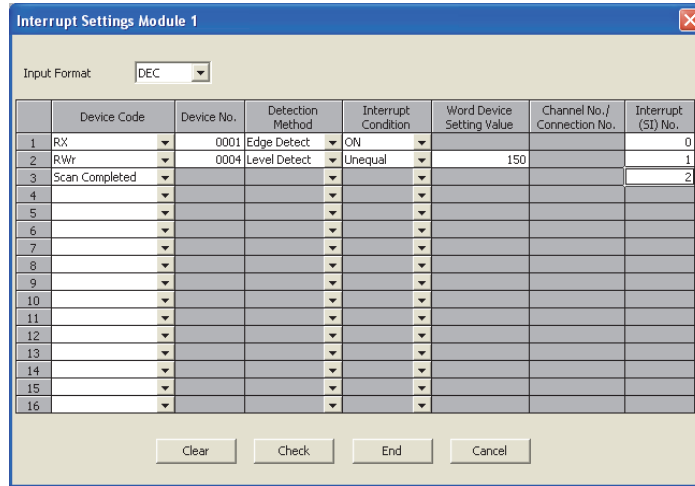 Interrupt Settings Module 1
Input Format DEC
Device Code Device No. Detection Method Interrupt Condition Word Device Setting Value Channel No./ Connection No. Interrupt (SI) No.
1 RX 0001 Edge Detect ON 0
2 RWr 0004 Level Detect Unequal 150 1
3 Scan Completed 2
4
5
6
7
8
9
10
11
12
13
14
15
16
Clear Check End Cancel